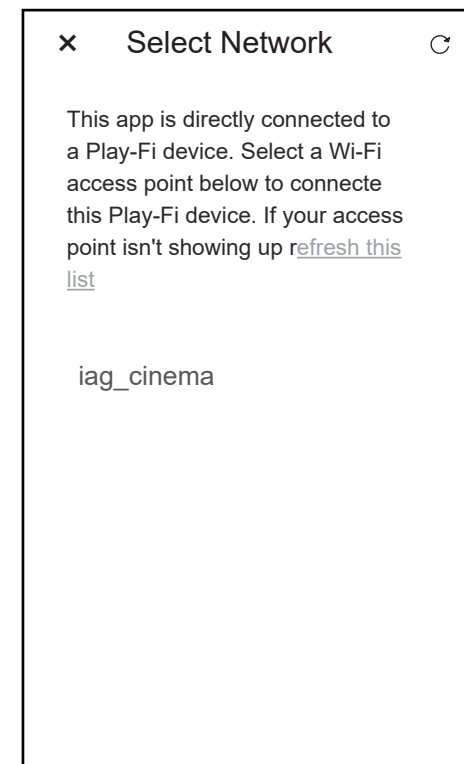 × Select Network
This app is directly connected to
a Play-Fi device. Select a Wi-Fi
access point below to connecte
this Play-Fi device. If your access
point isn't showing up refresh this
list
iag_cinema